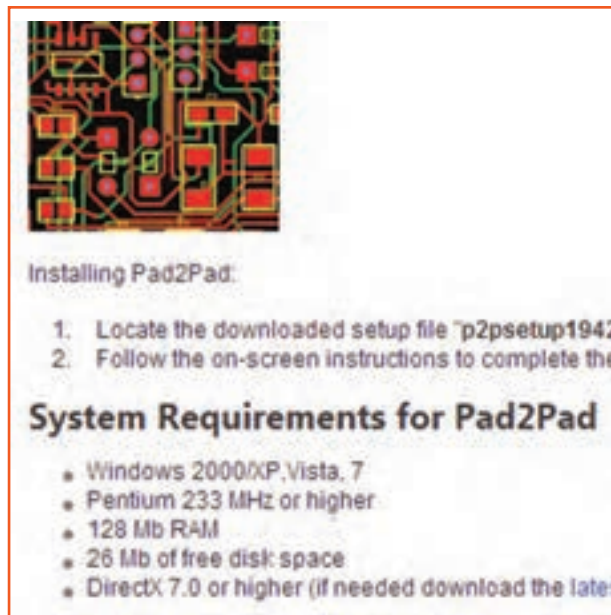 Installing Pad2Pad:
1. Locate the downloaded setup file "p2psetup1942
2. Follow the on-screen instructions to complete the
System Requirements for Pad2Pad
Windows 2000/XP,Vista, 7
Pentium 233 MHz or higher
128 Mb RAM
26 Mb of free disk space
DirectX 7.0 or higher (if needed download the late